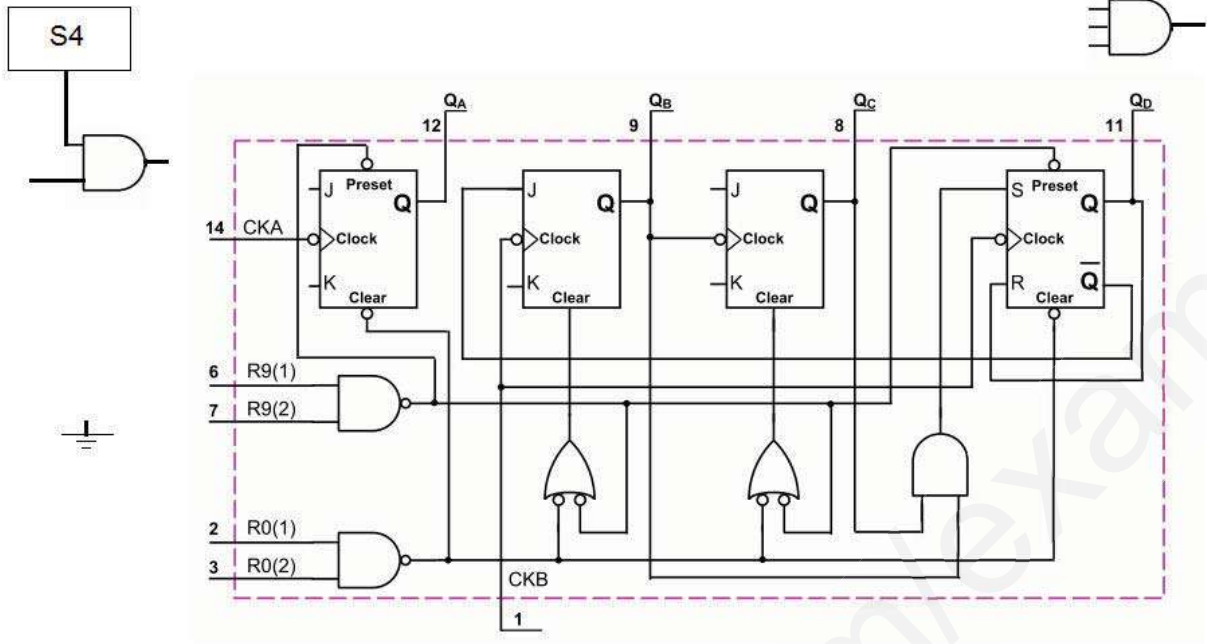 S4
QA QB QC QD
12 9 8 11
Preset Preset
J J J S
Q Q Q Q
14 CKA Clock Clock Clock Clock
K K K R Q
Clear Clear Clear Clear
6 R9(1)
7 R9(2)
2 R0(1)
3 R0(2)
CKB
1
m/exam